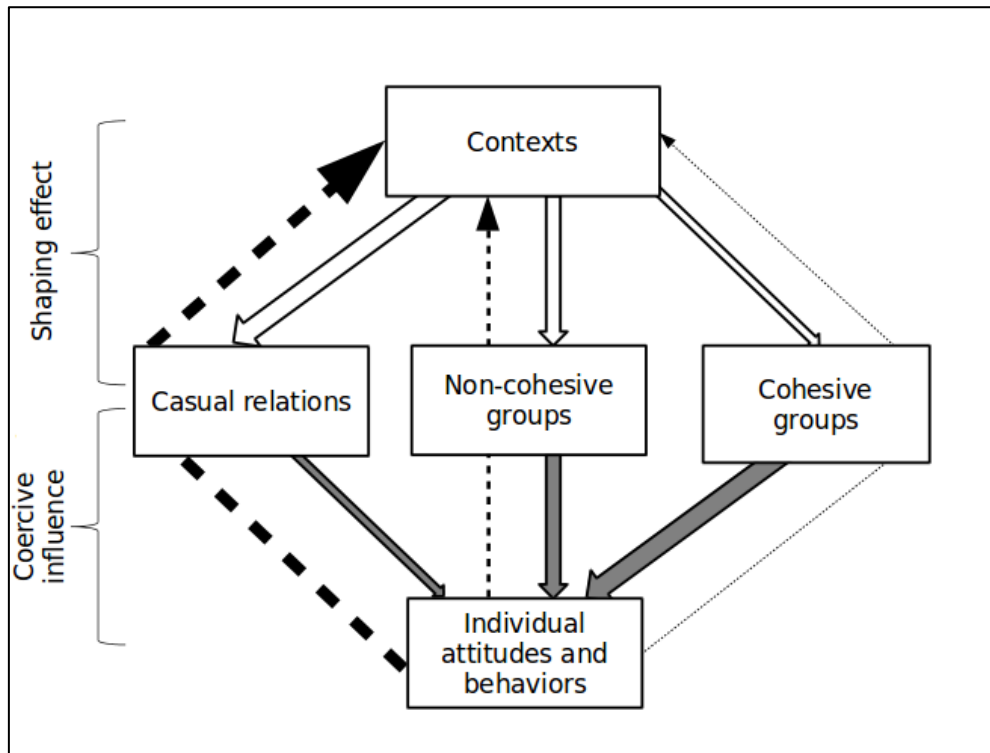 Contexts
Shaping effect
Casual relations
Non-cohesive
groups
Cohesive
groups
Coercive
influence
Individual
attitudes and
behaviors